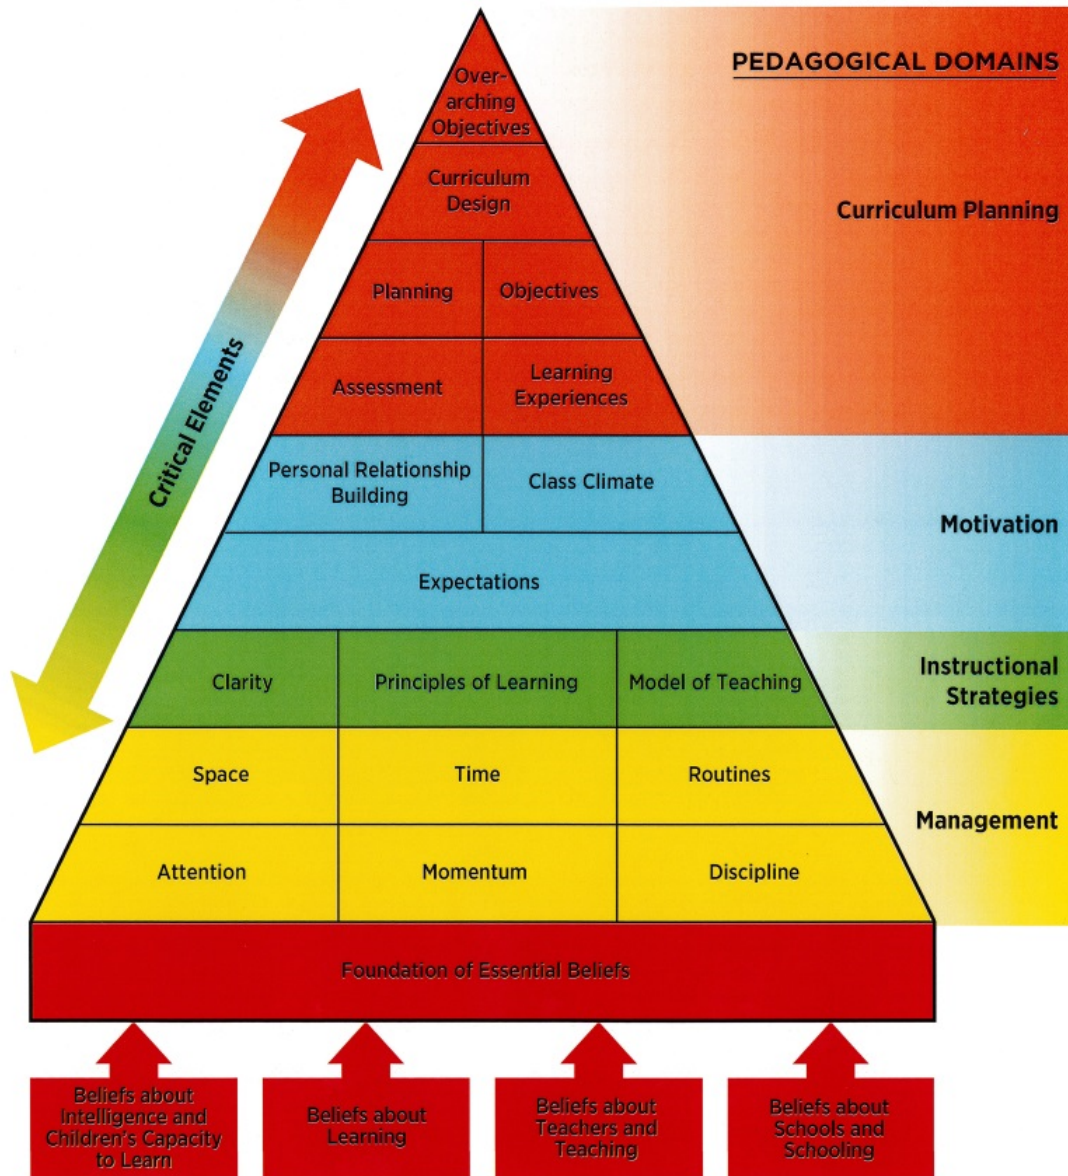 PEDAGOGICAL DOMAINS
Over-
arching
Objectives
Curriculum
Design
Curriculum Planning
Planning
Objectives
Assessment
Learning
Experiences
Critical Elements
Personal Relationship
Building
Class Climate
Motivation
Expectations
Clarity
Principles of Learning
Model of Teaching
Instructional
Strategies
Space
Time
Routines
Management
Attention
Momentum
Discipline
Foundation of Essential Beliefs
Beliefs about
Intelligence and
Children's Capacity
to Learn
Beliefs about
Learning
Beliefs about
Teachers and
Teaching
Beliefs about
Schools and
Schooling